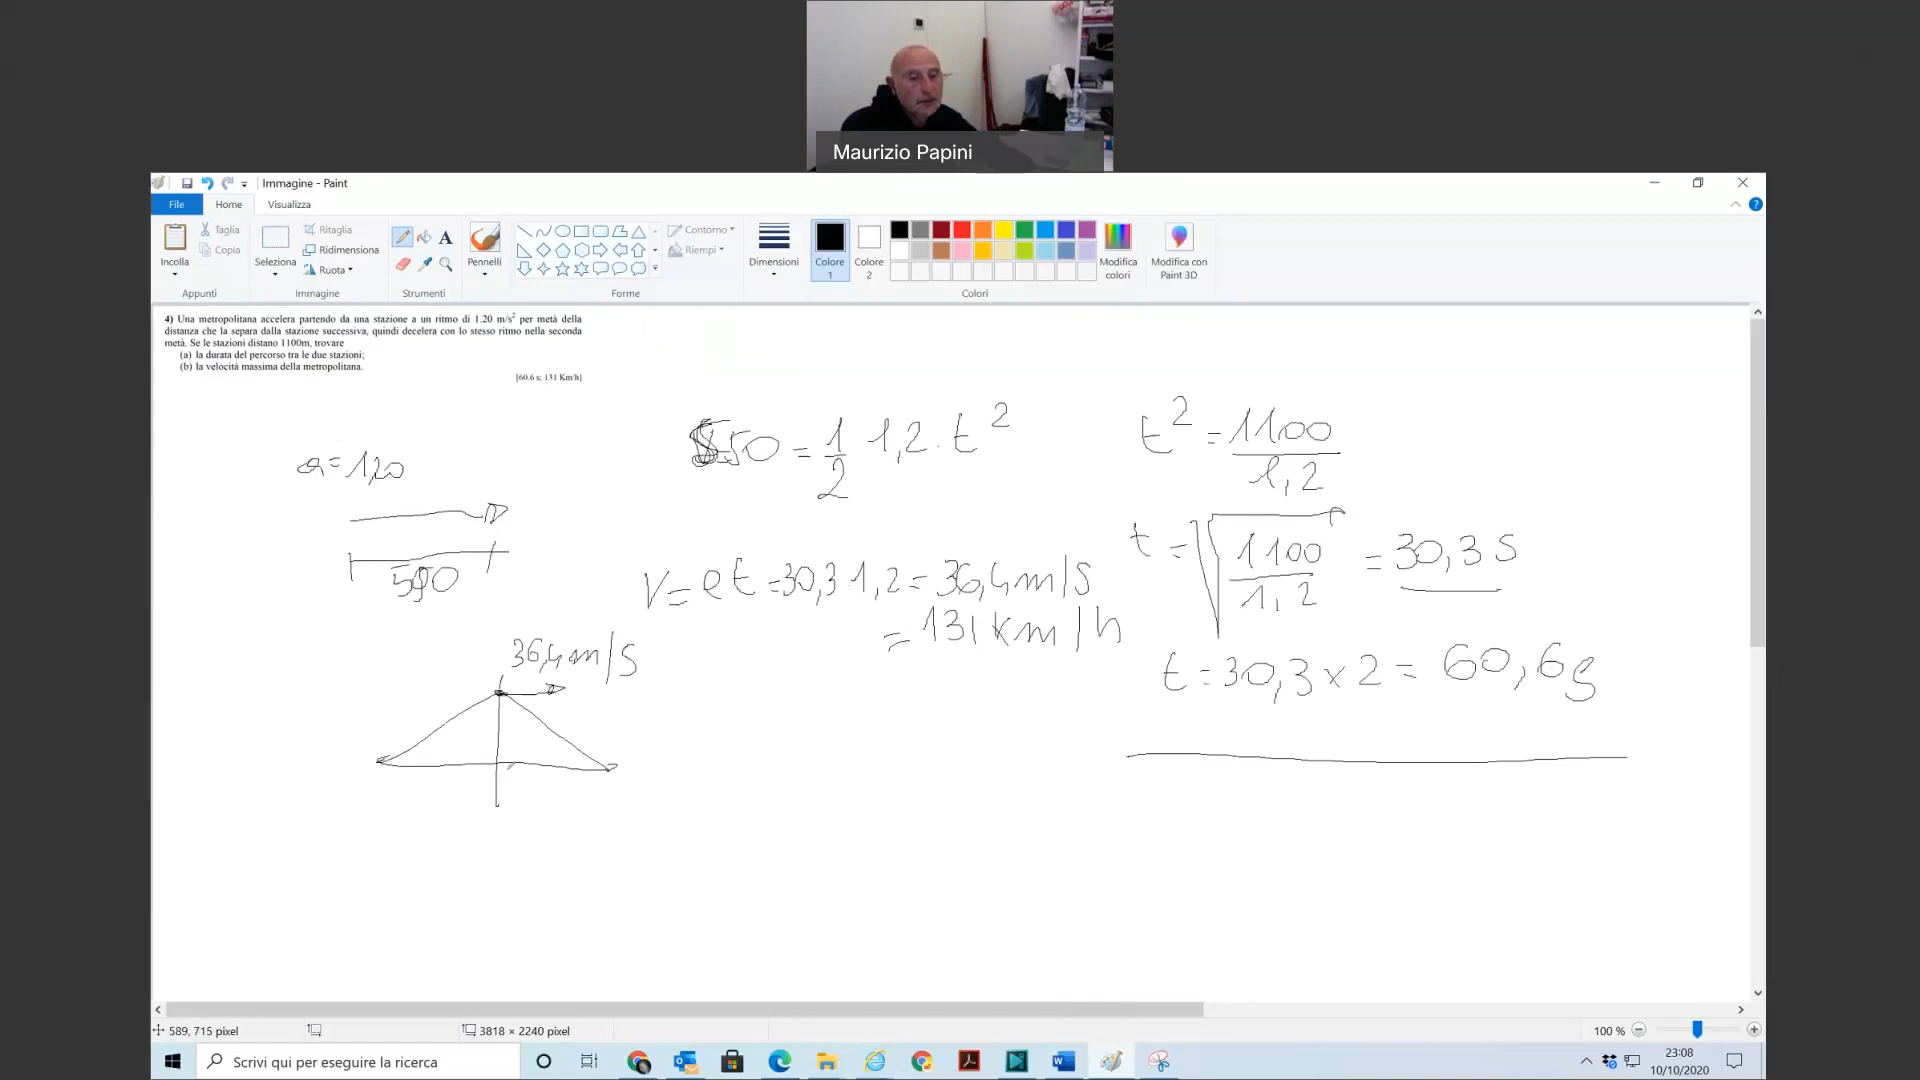 Maurizio Papini
Immagine - Paint
File Home Visualizza
Incolla
Taglia
Copia
Appunti
Seleziona
Ritaglia
Ridimensiona
Ruota
Immagine
A
Strumenti
Pennelli
Forme
Contorno
Riempi
Dimensioni
Colore
1
Colore
2
Colori
Modifica
colori
Modifica con
Paint 3D
4) Una metropolitana accelera partendo da una stazione a un ritmo di 1.20 m/s² per metà della
distanza che la separa dalla stazione successiva, quindi decelera con lo stesso ritmo nella seconda
metà. Se le stazioni distano 1100m, trovare
(a) la durata del percorso tra le due stazioni;
(b) la velocità massima della metropolitana.
[60.6 s; 131 Km/h]
a=1,20
550 = 1/2 1,2 · t²
t² = 1100/1,2
t = √1100/1,2 = 30,3 s
V = at = 30,3 1,2 = 36,4 m/s
= 131 km/h
36,4 m/s
t = 30,3 x 2 = 60,6 s
589, 715 pixel
3818 × 2240 pixel
100 %
Scrivi qui per eseguire la ricerca
23:08
10/10/2020